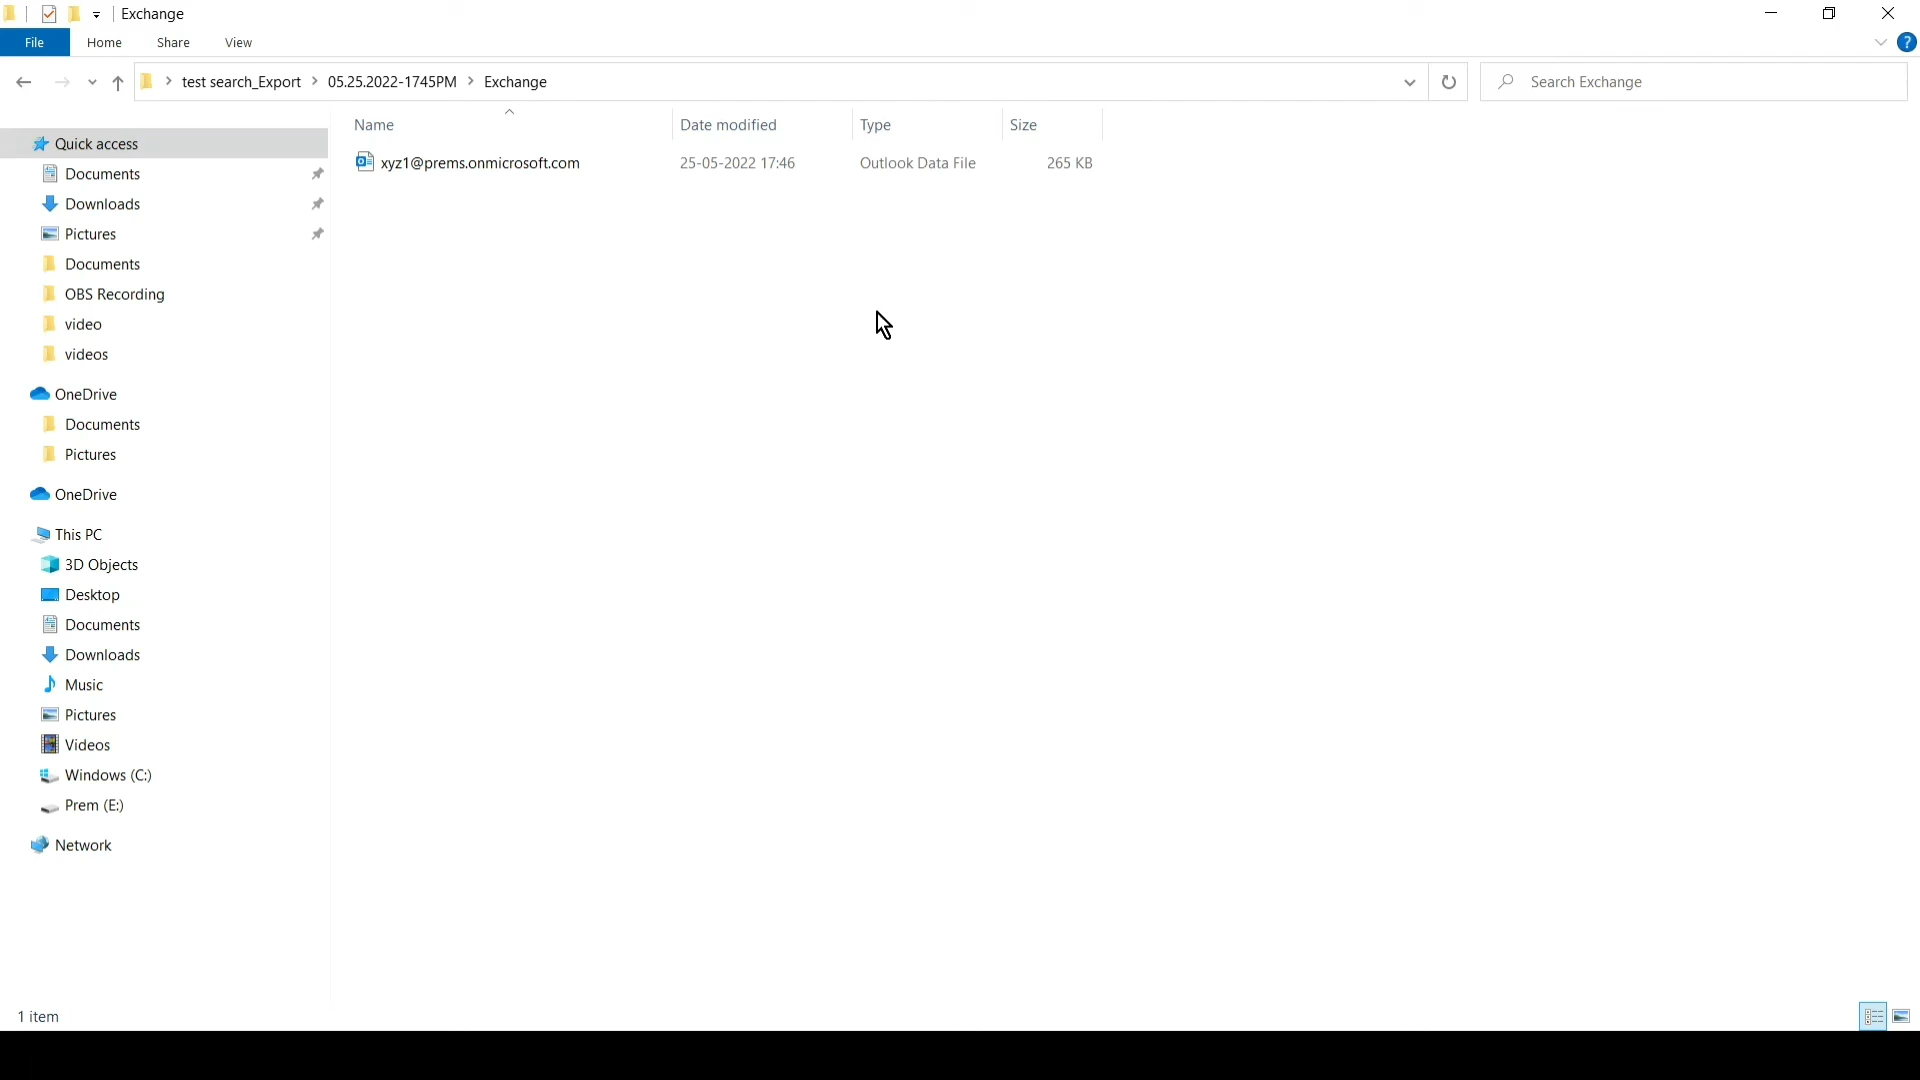 Exchange
File Home Share View
test search_Export 05.25.2022-1745PM Exchange Search Exchange
Name Date modified Type Size
xyz1@prems.onmicrosoft.com 25-05-2022 17:46 Outlook Data File 265 KB
Quick access
Documents
Downloads
Pictures
Documents
OBS Recording
video
videos
OneDrive
Documents
Pictures
OneDrive
This PC
3D Objects
Desktop
Documents
Downloads
Music
Pictures
Videos
Windows (C:)
Prem (E:)
Network
1 item